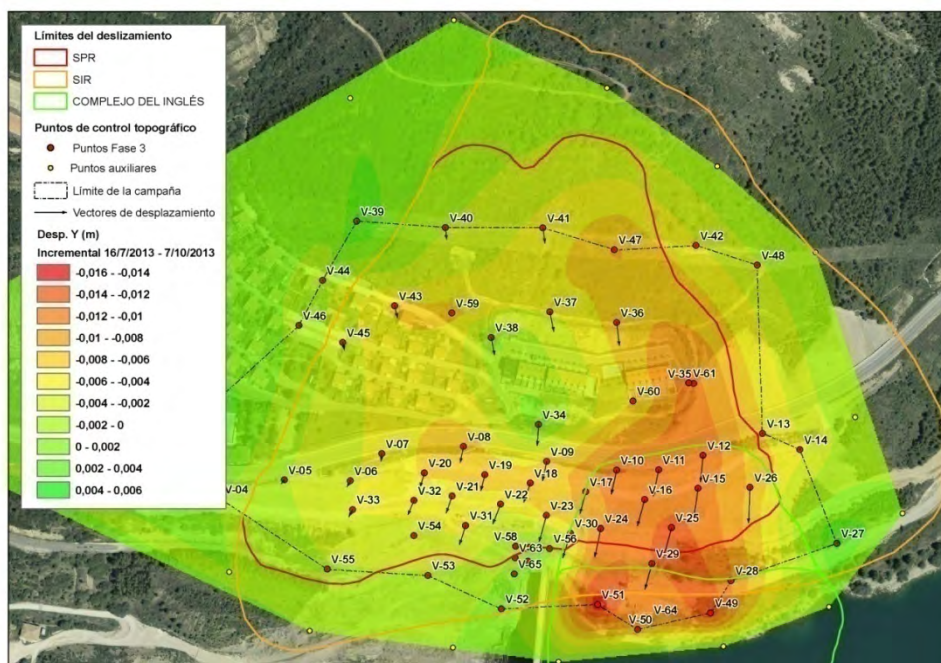 Límites del deslizamiento
SPR
SIR
COMPLEJO DEL INGLÉS
Puntos de control topográfico
Puntos Fase 3
Puntos auxiliares
Límite de la campaña
Vectores de desplazamiento
Desp. Y (m)
Incremental 16/7/2013 - 7/10/2013
-0,016 - -0,014
-0,014 - -0,012
-0,012 - -0,01
-0,01 - -0,008
-0,008 - -0,006
-0,006 - -0,004
-0,004 - -0,002
-0,002 - 0
0 - 0,002
0,002 - 0,004
0,004 - 0,006
V-39
V-40
V-41
V-47
V-42
V-48
V-44
V-43
V-59
V-37
V-36
V-46
V-45
V-38
V-35
V-61
V-60
V-34
V-13
V-14
V-07
V-08
V-09
V-12
V-04
V-05
V-06
V-20
V-19
V-18
V-10
V-11
V-15
V-26
V-33
V-32
V-21
V-22
V-17
V-16
V-31
V-23
V-54
V-30
V-24
V-25
V-27
V-58
V-56
V-63
V-65
V-29
V-55
V-53
V-28
V-52
V-51
V-64
V-49
V-50